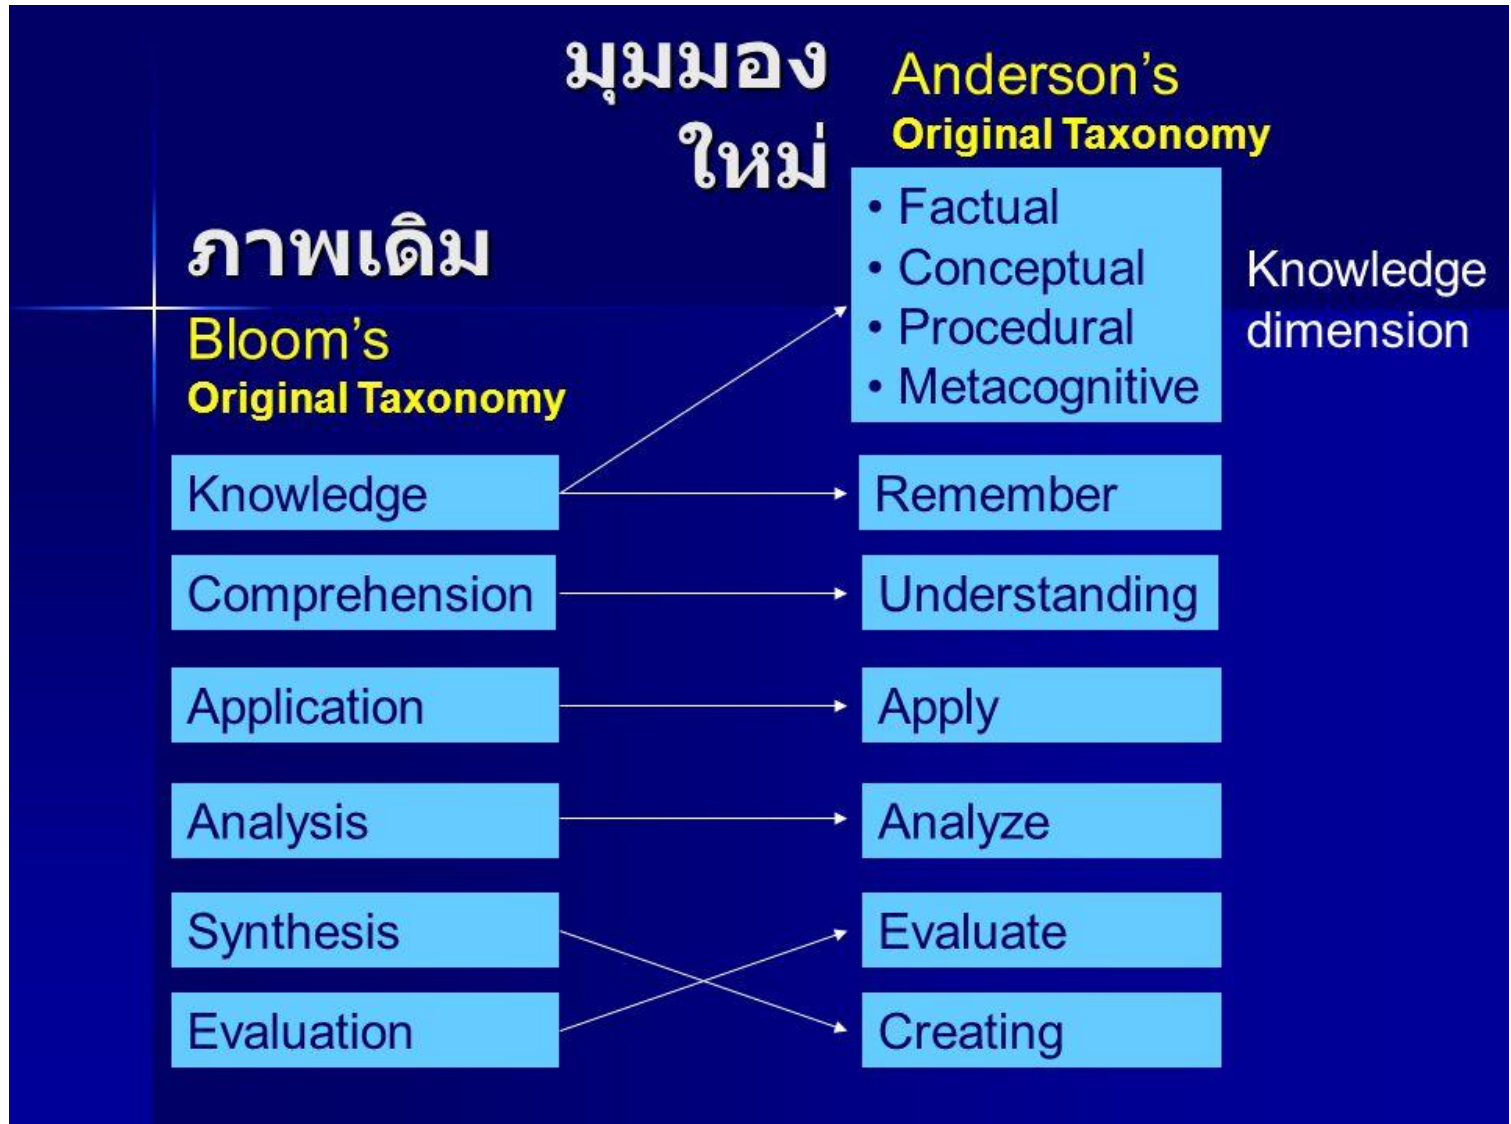 มุมมอง
ใหม่
Anderson's
Original Taxonomy
• Factual
• Conceptual
• Procedural
• Metacognitive
Knowledge
dimension
ภาพเดิม
Bloom's
Original Taxonomy
Knowledge
Remember
Comprehension
Understanding
Application
Apply
Analysis
Analyze
Synthesis
Evaluate
Evaluation
Creating